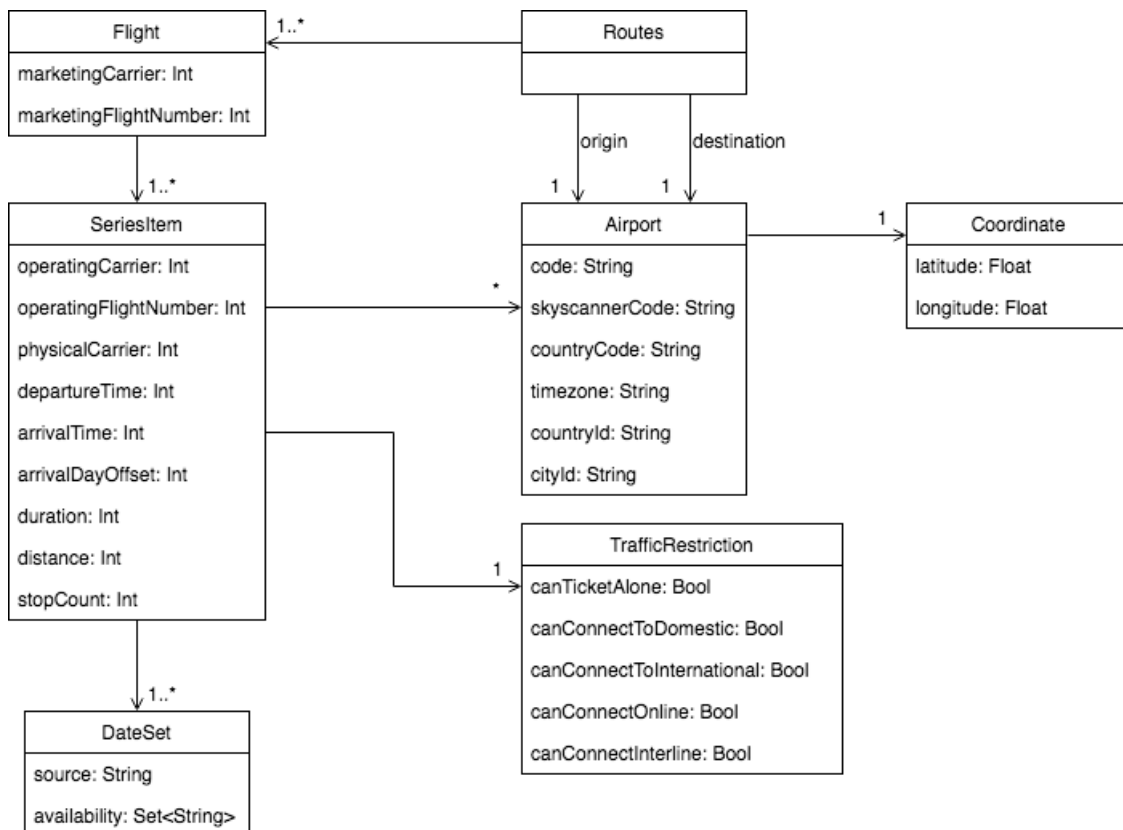 Flight
marketingCarrier: Int
marketingFlightNumber: Int
1..*
Routes
origin
destination
1..*
1
1
SeriesItem
operatingCarrier: Int
operatingFlightNumber: Int
physicalCarrier: Int
departureTime: Int
arrivalTime: Int
arrivalDayOffset: Int
duration: Int
distance: Int
stopCount: Int
*
Airport
code: String
skyscannerCode: String
countryCode: String
timezone: String
countryId: String
cityId: String
1
Coordinate
latitude: Float
longitude: Float
1
TrafficRestriction
canTicketAlone: Bool
canConnectToDomestic: Bool
canConnectToInternational: Bool
canConnectOnline: Bool
canConnectInterline: Bool
1..*
DateSet
source: String
availability: Set<String>